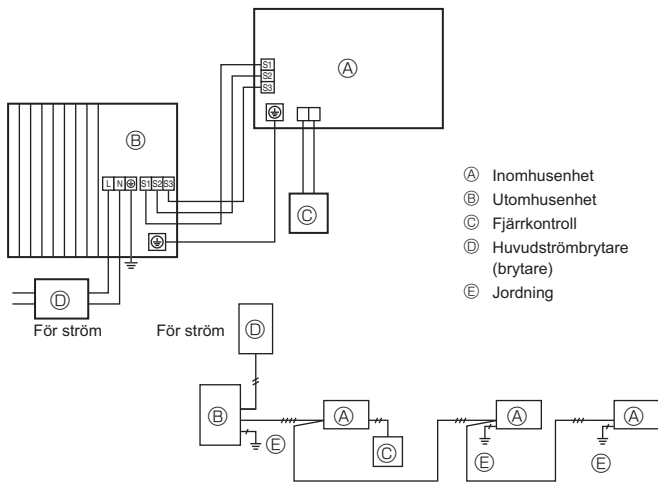 S1
S2
S3
Ⓐ
Ⓑ
L N S1 S2 S3
Ⓒ
Ⓓ
För ström
Ⓐ Inomhusenhet
Ⓑ Utomhusenhet
Ⓒ Fjärrkontroll
Ⓓ Huvudströmbrytare
(brytare)
Ⓔ Jordning
För ström
Ⓓ
Ⓑ
Ⓔ
Ⓐ
Ⓒ
Ⓐ
Ⓔ
Ⓐ
Ⓔ